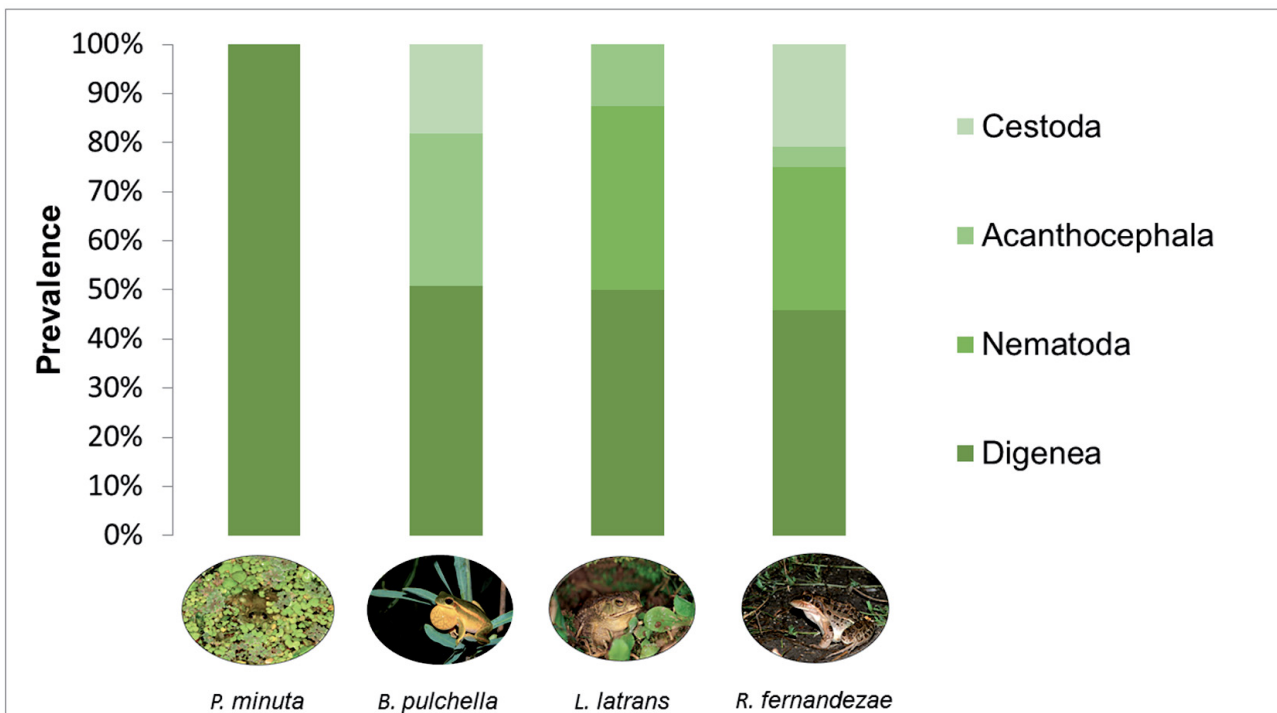 100%
90%
80%
70%
60%
50%
40%
30%
20%
10%
0%
Prevalence
Cestoda
Acanthocephala
Nematoda
Digenea
P. minuta
B. pulchella
L. latrans
R. fernandezae